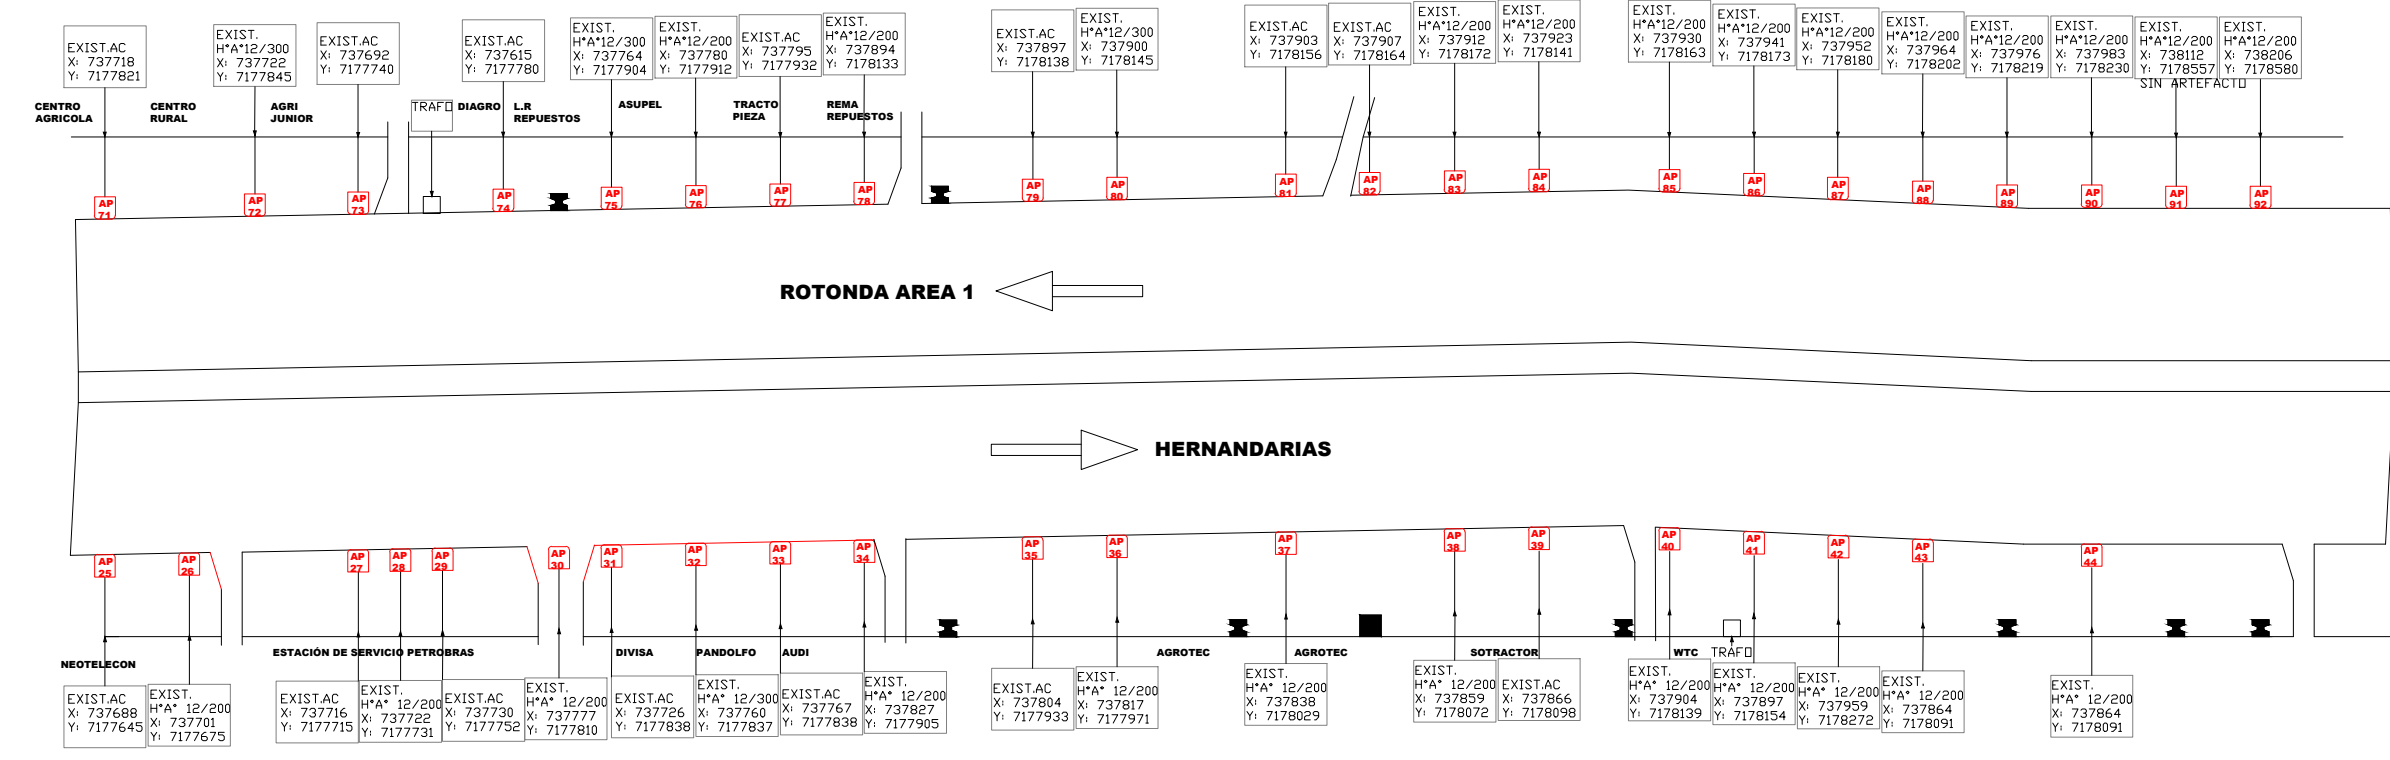 EXIST.AC
X: 737718
Y: 7177821
EXIST.
H°A°12/300
X: 737722
Y: 7177845
EXIST.AC
X: 737692
Y: 7177740
EXIST.AC
X: 737615
Y: 7177780
EXIST.
H°A°12/300
X: 737764
Y: 7177904
EXIST.
H°A°12/200
X: 737780
Y: 7177912
EXIST.AC
X: 737795
Y: 7177932
EXIST.
H°A°12/200
X: 737894
Y: 7178133
EXIST.AC
X: 737897
Y: 7178138
EXIST.
H°A°12/300
X: 737900
Y: 7178145
EXIST.AC
X: 737903
Y: 7178156
EXIST.AC
X: 737907
Y: 7178164
EXIST.
H°A°12/200
X: 737912
Y: 7178172
EXIST.
H°A°12/200
X: 737923
Y: 7178141
EXIST.
H°A°12/200
X: 737930
Y: 7178163
EXIST.
H°A°12/200
X: 737941
Y: 7178173
EXIST.
H°A°12/200
X: 737952
Y: 7178180
EXIST.
H°A°12/200
X: 737964
Y: 7178202
EXIST.
H°A°12/200
X: 737976
Y: 7178219
EXIST.
H°A°12/200
X: 737983
Y: 7178230
EXIST.
H°A°12/200
X: 738112
Y: 7178557
SIN ARTEFACTO
EXIST.
H°A°12/200
X: 738206
Y: 7178580
CENTRO
AGRICOLA
CENTRO
RURAL
AGRI
JUNIOR
TRAFO
DIAGRO
L.R
REPUESTOS
ASUPEL
TRACTO
PIEZA
REMA
REPUESTOS
AP
71
AP
72
AP
73
AP
74
AP
75
AP
76
AP
77
AP
78
AP
79
AP
80
AP
81
AP
82
AP
83
AP
84
AP
85
AP
86
AP
87
AP
88
AP
89
AP
90
AP
91
AP
92
ROTONDA AREA 1
HERNANDARIAS
AP
25
AP
26
AP
27
AP
28
AP
29
AP
30
AP
31
AP
32
AP
33
AP
34
AP
35
AP
36
AP
37
AP
38
AP
39
AP
40
AP
41
AP
42
AP
43
AP
44
NEOTELECON
ESTACIÓN DE SERVICIO PETROBRAS
DIVISA
PANDOLFO
AUDI
AGROTEC
AGROTEC
SOTRACTOR
WTC
TRAFO
EXIST.AC
X: 737688
Y: 7177645
EXIST.
H°A° 12/200
X: 737701
Y: 7177675
EXIST.AC
X: 737716
Y: 7177715
EXIST.
H°A° 12/200
X: 737722
Y: 7177731
EXIST.AC
X: 737730
Y: 7177752
EXIST.
H°A° 12/200
X: 737777
Y: 7177810
EXIST.AC
X: 737726
Y: 7177838
EXIST.
H°A° 12/300
X: 737760
Y: 7177837
EXIST.AC
X: 737767
Y: 7177838
EXIST.
H°A° 12/200
X: 737827
Y: 7177905
EXIST.AC
X: 737804
Y: 7177933
EXIST.
H°A° 12/200
X: 737817
Y: 7177971
EXIST.
H°A° 12/200
X: 737838
Y: 7178029
EXIST.
H°A° 12/200
X: 737859
Y: 7178072
EXIST.AC
X: 737866
Y: 7178098
EXIST.
H°A° 12/200
X: 737904
Y: 7178139
EXIST.
H°A° 12/200
X: 737897
Y: 7178154
EXIST.
H°A° 12/200
X: 737959
Y: 7178272
EXIST.
H°A° 12/200
X: 737864
Y: 7178091
EXIST.
H°A° 12/200
X: 737864
Y: 7178091